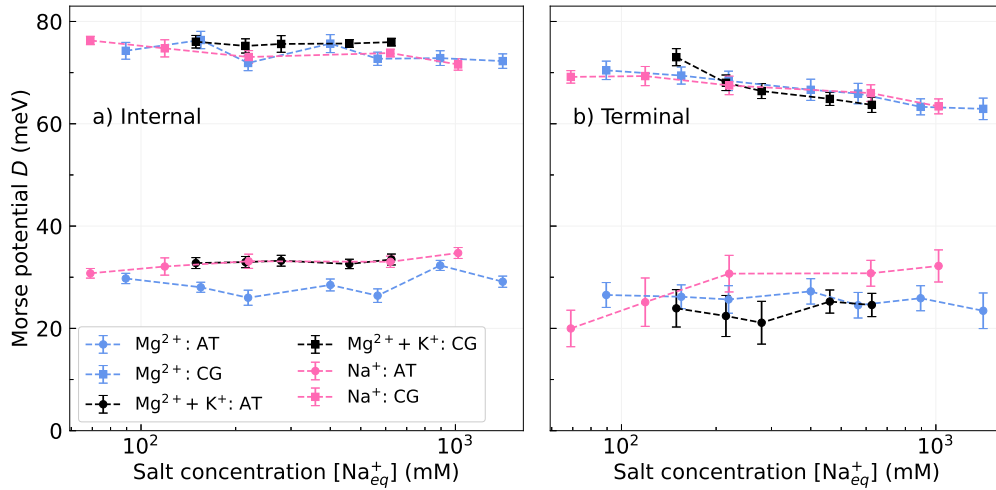 Morse potential D (meV)
80
60
40
20
0
a) Internal
b) Terminal
Mg²⁺: AT
Mg²⁺: CG
Mg²⁺ + K⁺: AT
Mg²⁺ + K⁺: CG
Na⁺: AT
Na⁺: CG
10² 10³
10² 10³
Salt concentration [Na⁺eq] (mM)
Salt concentration [Na⁺eq] (mM)